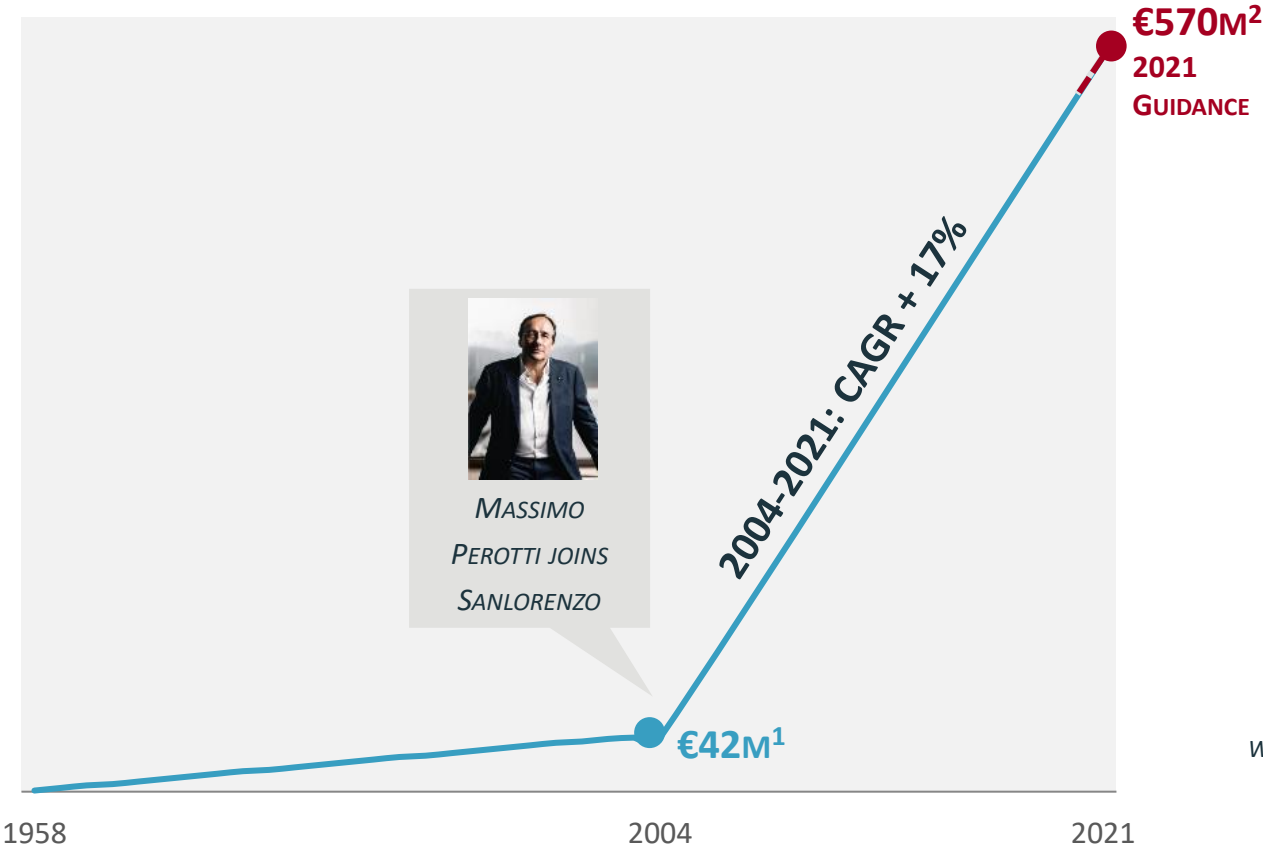 €570M²
2021
GUIDANCE
2004-2021: CAGR + 17%
MASSIMO
PEROTTI JOINS
SANLORENZO
€42M¹
1958
2004
2021